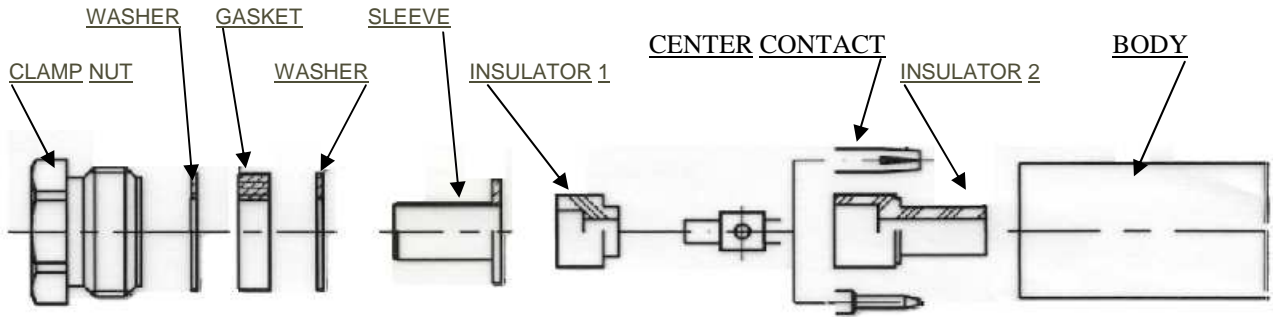 WASHER GASKET SLEEVE
CENTER CONTACT BODY
CLAMP NUT WASHER INSULATOR 1 INSULATOR 2